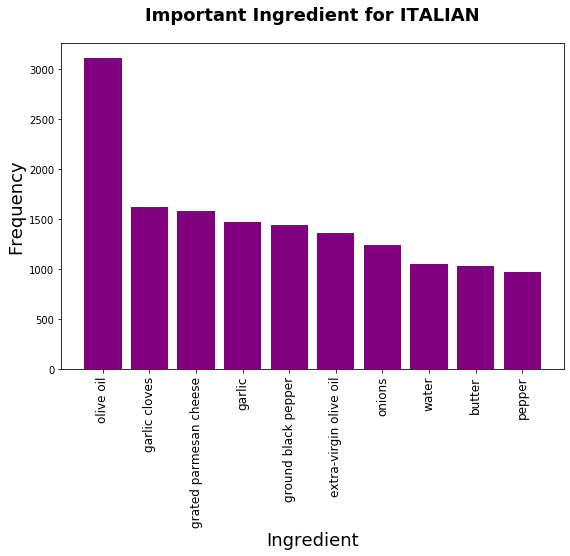 Important Ingredient for ITALIAN
Frequency
3000
2500
2000
1500
1000
500
0
olive oil
garlic cloves
grated parmesan cheese
garlic
ground black pepper
extra-virgin olive oil
onions
water
butter
pepper
Ingredient